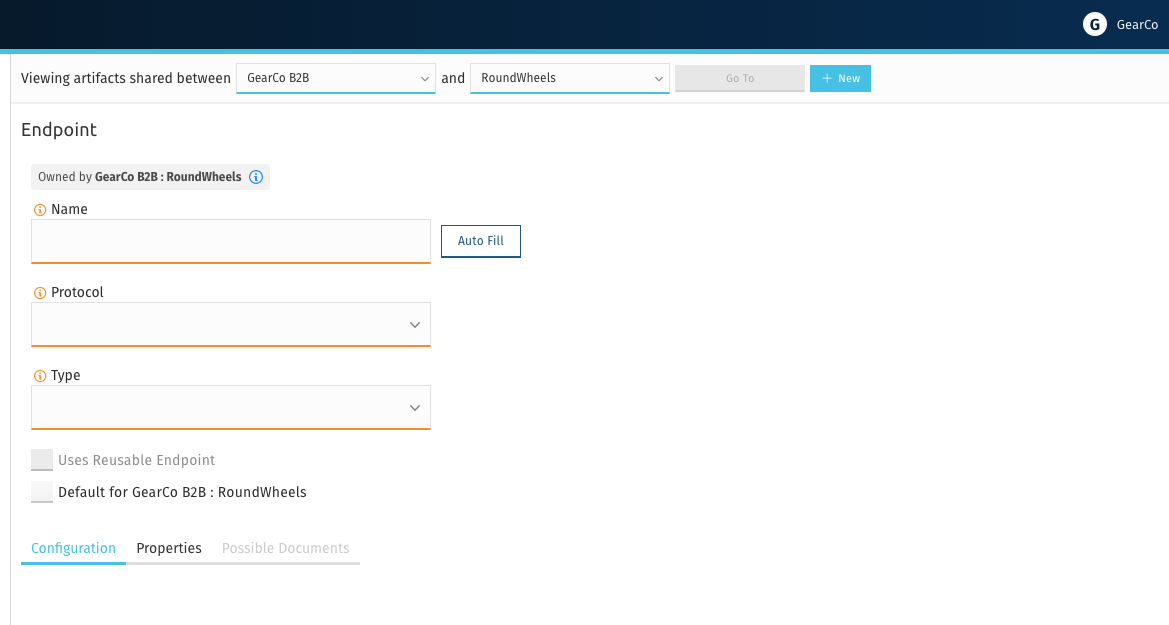 G GearCo
Viewing artifacts shared between GearCo B2B and RoundWheels Go To + New
Endpoint
Owned by GearCo B2B : RoundWheels
Name
Auto Fill
Protocol
Type
Uses Reusable Endpoint
Default for GearCo B2B : RoundWheels
Configuration Properties Possible Documents